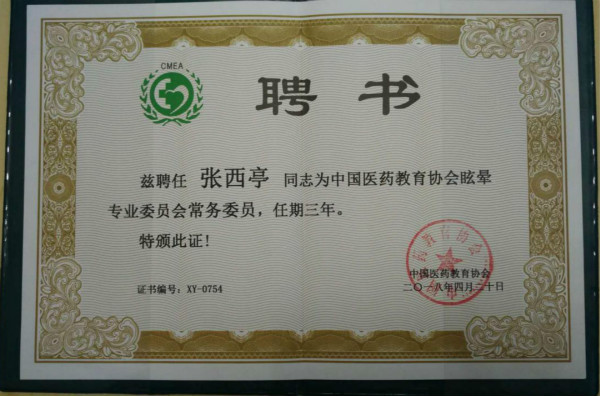 CMEA
聘书
兹聘任 张西亭 同志为中国医药教育协会眩晕
专业委员会常务委员，任期三年。
特颁此证！
中国医药教育协会
证书编号：XY-0754
二〇一八年四月二十日